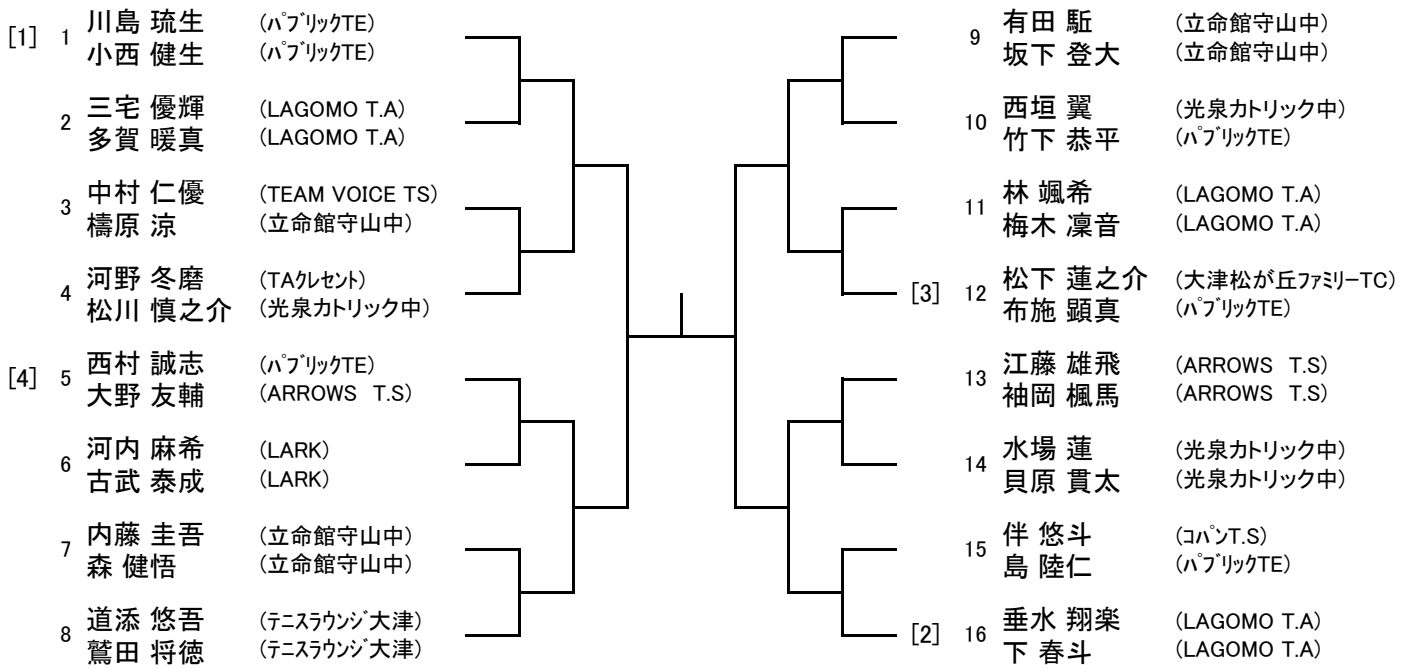 [1] 1 川島 琉生 (ﾊﾟﾌﾞﾘｯｸTE)
小西 健生 (ﾊﾟﾌﾞﾘｯｸTE)
2 三宅 優輝 (LAGOMO T.A)
多賀 暖真 (LAGOMO T.A)
3 中村 仁優 (TEAM VOICE TS)
檮原 涼 (立命館守山中)
4 河野 冬磨 (TAｸﾚｾﾝﾄ)
松川 慎之介 (光泉カトリック中)
[4] 5 西村 誠志 (ﾊﾟﾌﾞﾘｯｸTE)
大野 友輔 (ARROWS T.S)
6 河内 麻希 (LARK)
古武 泰成 (LARK)
7 内藤 圭吾 (立命館守山中)
森 健悟 (立命館守山中)
8 道添 悠吾 (ﾃﾆｽﾗｳﾝｼﾞ大津)
鷲田 将徳 (ﾃﾆｽﾗｳﾝｼﾞ大津)
9 有田 駈 (立命館守山中)
坂下 登大 (立命館守山中)
10 西垣 翼 (光泉カトリック中)
竹下 恭平 (ﾊﾟﾌﾞﾘｯｸTE)
11 林 颯希 (LAGOMO T.A)
梅木 凜音 (LAGOMO T.A)
[3] 12 松下 蓮之介 (大津松が丘ﾌｧﾐﾘｰTC)
布施 顕真 (ﾊﾟﾌﾞﾘｯｸTE)
13 江藤 雄飛 (ARROWS T.S)
袖岡 楓馬 (ARROWS T.S)
14 水場 蓮 (光泉カトリック中)
貝原 貫太 (光泉カトリック中)
15 伴 悠斗 (ｺﾊﾟﾝT.S)
島 陸仁 (ﾊﾟﾌﾞﾘｯｸTE)
[2] 16 垂水 翔楽 (LAGOMO T.A)
下 春斗 (LAGOMO T.A)